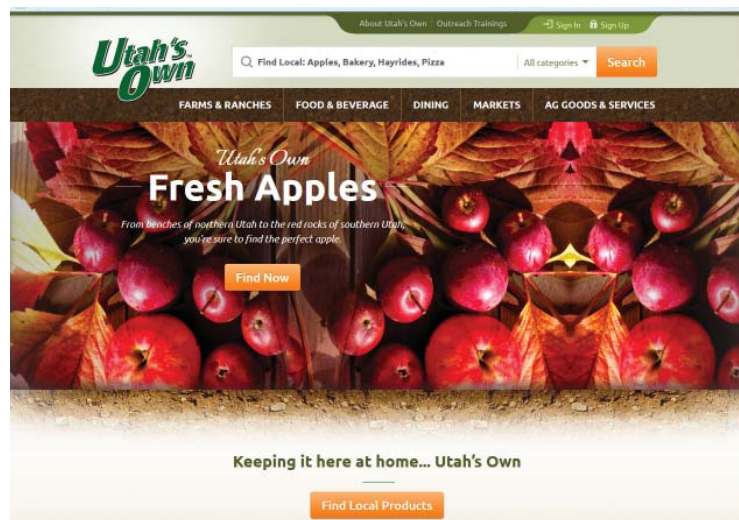 About Utah's Own Outreach Trainings Sign In Sign Up
Utah's
Own
Find Local: Apples, Bakery, Hayrides, Pizza All categories Search
FARMS & RANCHES FOOD & BEVERAGE DINING MARKETS AG GOODS & SERVICES
Utah's Own
Fresh Apples
From benches of northern Utah to the red rocks of southern Utah,
you're sure to find the perfect apple.
Find Now
Keeping it here at home... Utah's Own
Find Local Products